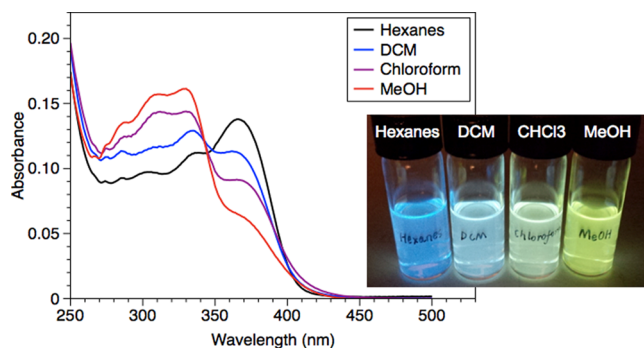 0.20
0.15
0.10
0.05
0
Absorbance
250
300
350
400
450
500
Wavelength (nm)
Hexanes
DCM
Chloroform
MeOH
Hexanes DCM CHCl3 MeOH
Hexanes DCM Chlorofo MeOH